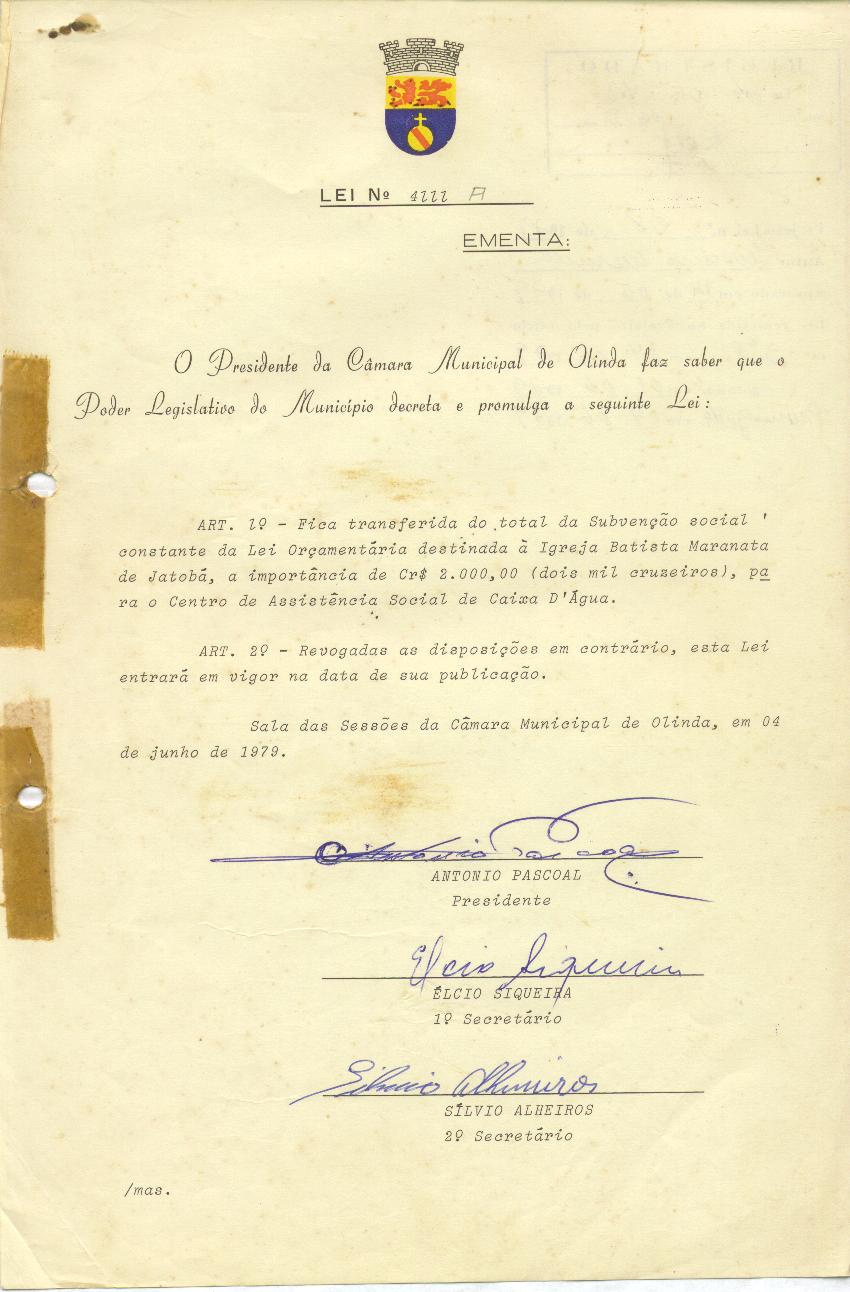 LEI Nº 4111 A
EMENTA:
O Presidente da Câmara Municipal de Olinda faz saber que o
Poder Legislativo do Município decreta e promulga a seguinte Lei:
ART. 1º - Fica transferida do total da Subvenção social '
constante da Lei Orçamentária destinada à Igreja Batista Maranata
de Jatobá, a importância de Cr$ 2.000,00 (dois mil cruzeiros), pa
ra o Centro de Assistência Social de Caixa D'Água.
ART. 2º - Revogadas as disposições em contrário, esta Lei
entrará em vigor na data de sua publicação.
Sala das Sessões da Câmara Municipal de Olinda, em 04
de junho de 1979.
Antonio Pascoal
ANTONIO PASCOAL
Presidente
Elcio Siqueira
ÉLCIO SIQUEIRA
1º Secretário
Silvio Alheiros
SÍLVIO ALHEIROS
2º Secretário
/mas.